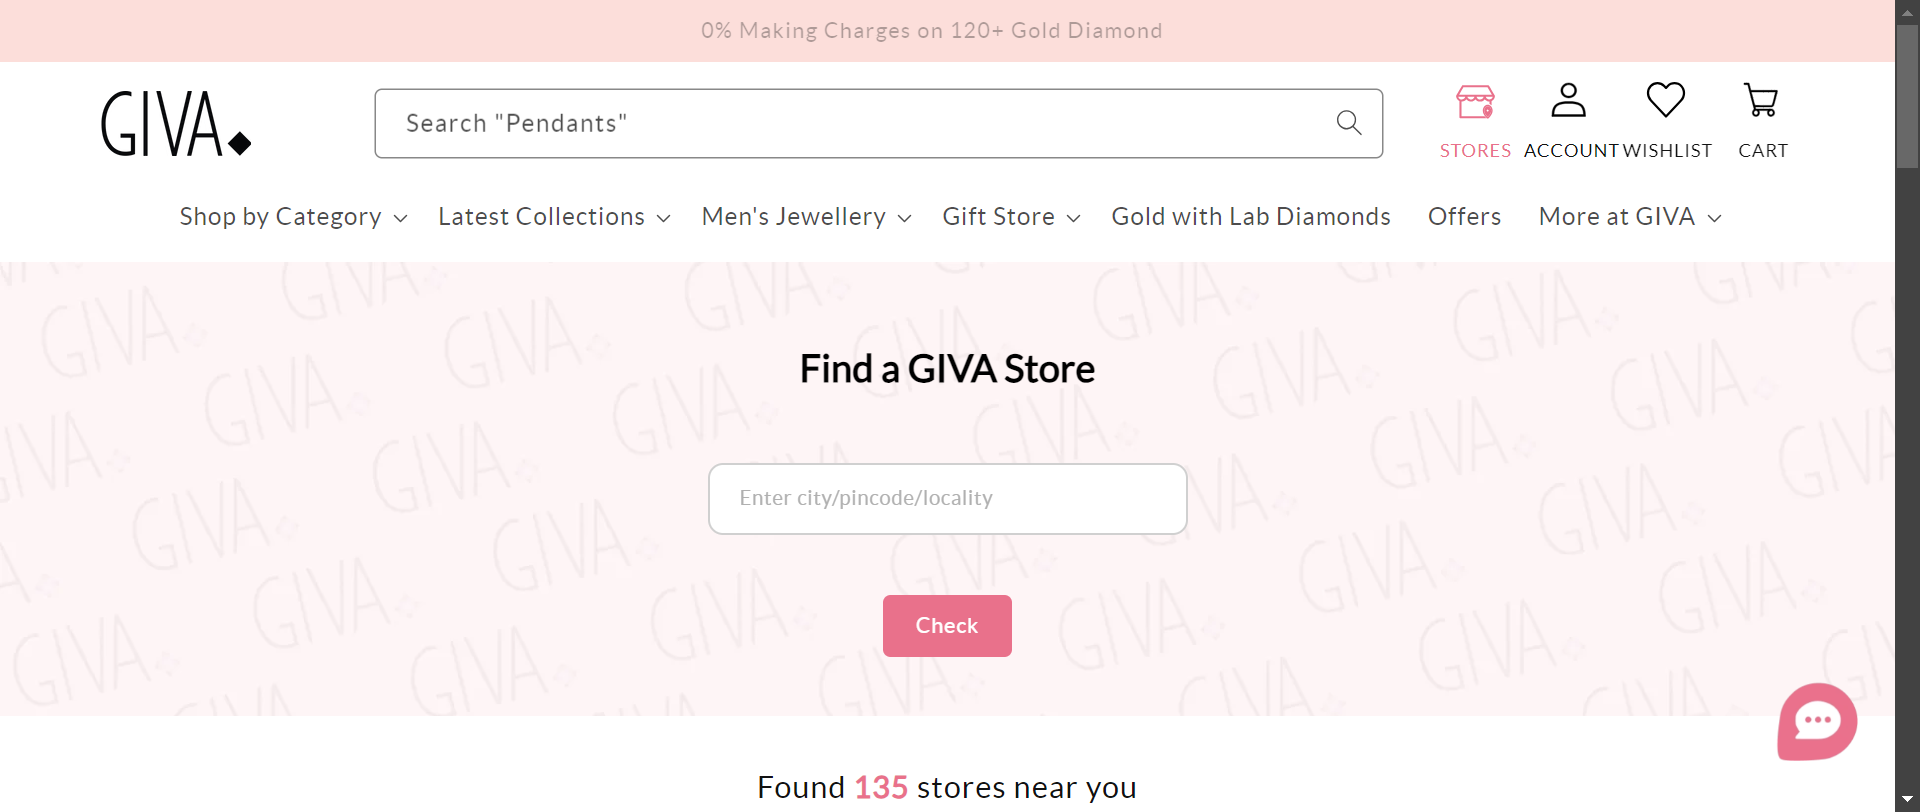 0% Making Charges on 120+ Gold Diamond
GIVA
Search "Pendants"
STORES
ACCOUNT
WISHLIST
CART
Shop by Category
Latest Collections
Men's Jewellery
Gift Store
Gold with Lab Diamonds
Offers
More at GIVA
Find a GIVA Store
Enter city/pincode/locality
Check
Found 135 stores near you